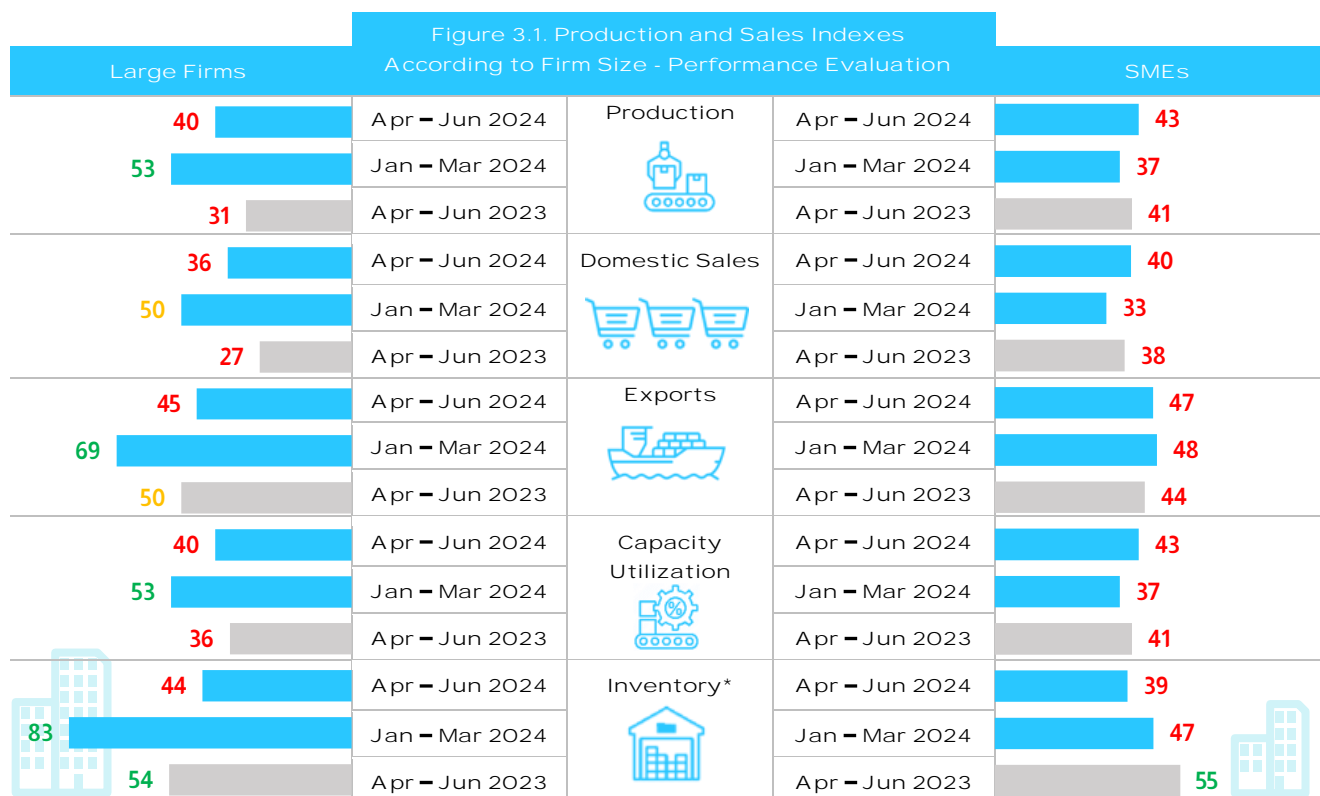 Figure 3.1. Production and Sales Indexes
According to Firm Size - Performance Evaluation
Large Firms
SMEs
40 Apr – Jun 2024 Production Apr – Jun 2024 43
53 Jan – Mar 2024 Jan – Mar 2024 37
31 Apr – Jun 2023 Apr – Jun 2023 41
36 Apr – Jun 2024 Domestic Sales Apr – Jun 2024 40
50 Jan – Mar 2024 Jan – Mar 2024 33
27 Apr – Jun 2023 Apr – Jun 2023 38
45 Apr – Jun 2024 Exports Apr – Jun 2024 47
69 Jan – Mar 2024 Jan – Mar 2024 48
50 Apr – Jun 2023 Apr – Jun 2023 44
40 Apr – Jun 2024 Capacity Apr – Jun 2024 43
Utilization
53 Jan – Mar 2024 % Jan – Mar 2024 37
36 Apr – Jun 2023 Apr – Jun 2023 41
44 Apr – Jun 2024 Inventory* Apr – Jun 2024 39
83 Jan – Mar 2024 Jan – Mar 2024 47
54 Apr – Jun 2023 Apr – Jun 2023 55